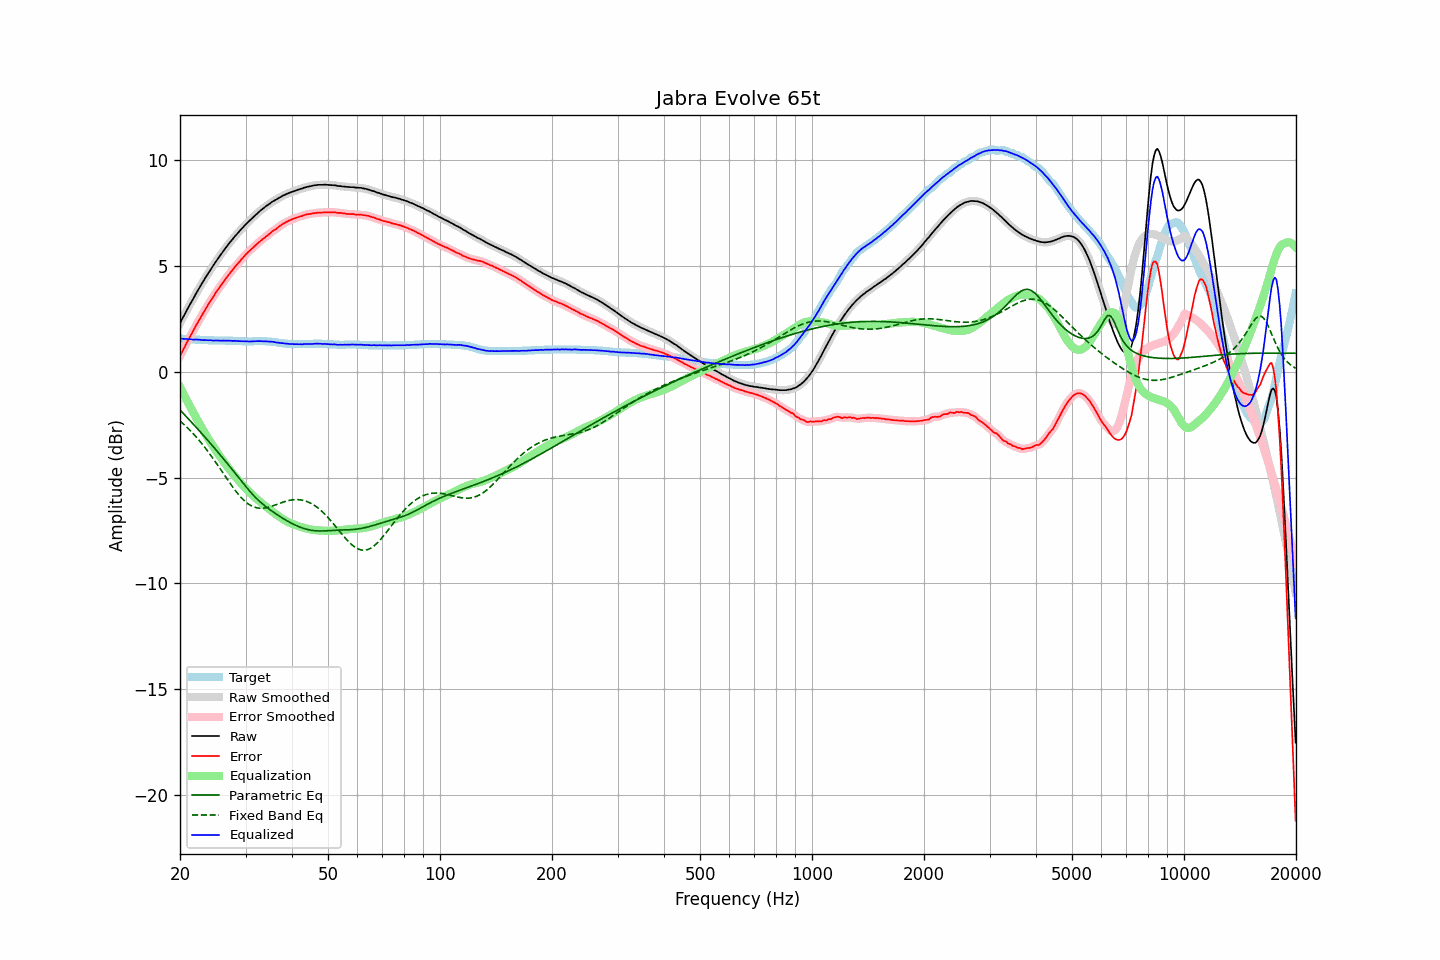 Jabra Evolve 65t
Amplitude (dBr)
10
5
0
−5
−10
−15
−20
Target
Raw Smoothed
Error Smoothed
Raw
Error
Equalization
Parametric Eq
Fixed Band Eq
Equalized
20 50 100 200 500 1000 2000 5000 10000 20000
Frequency (Hz)